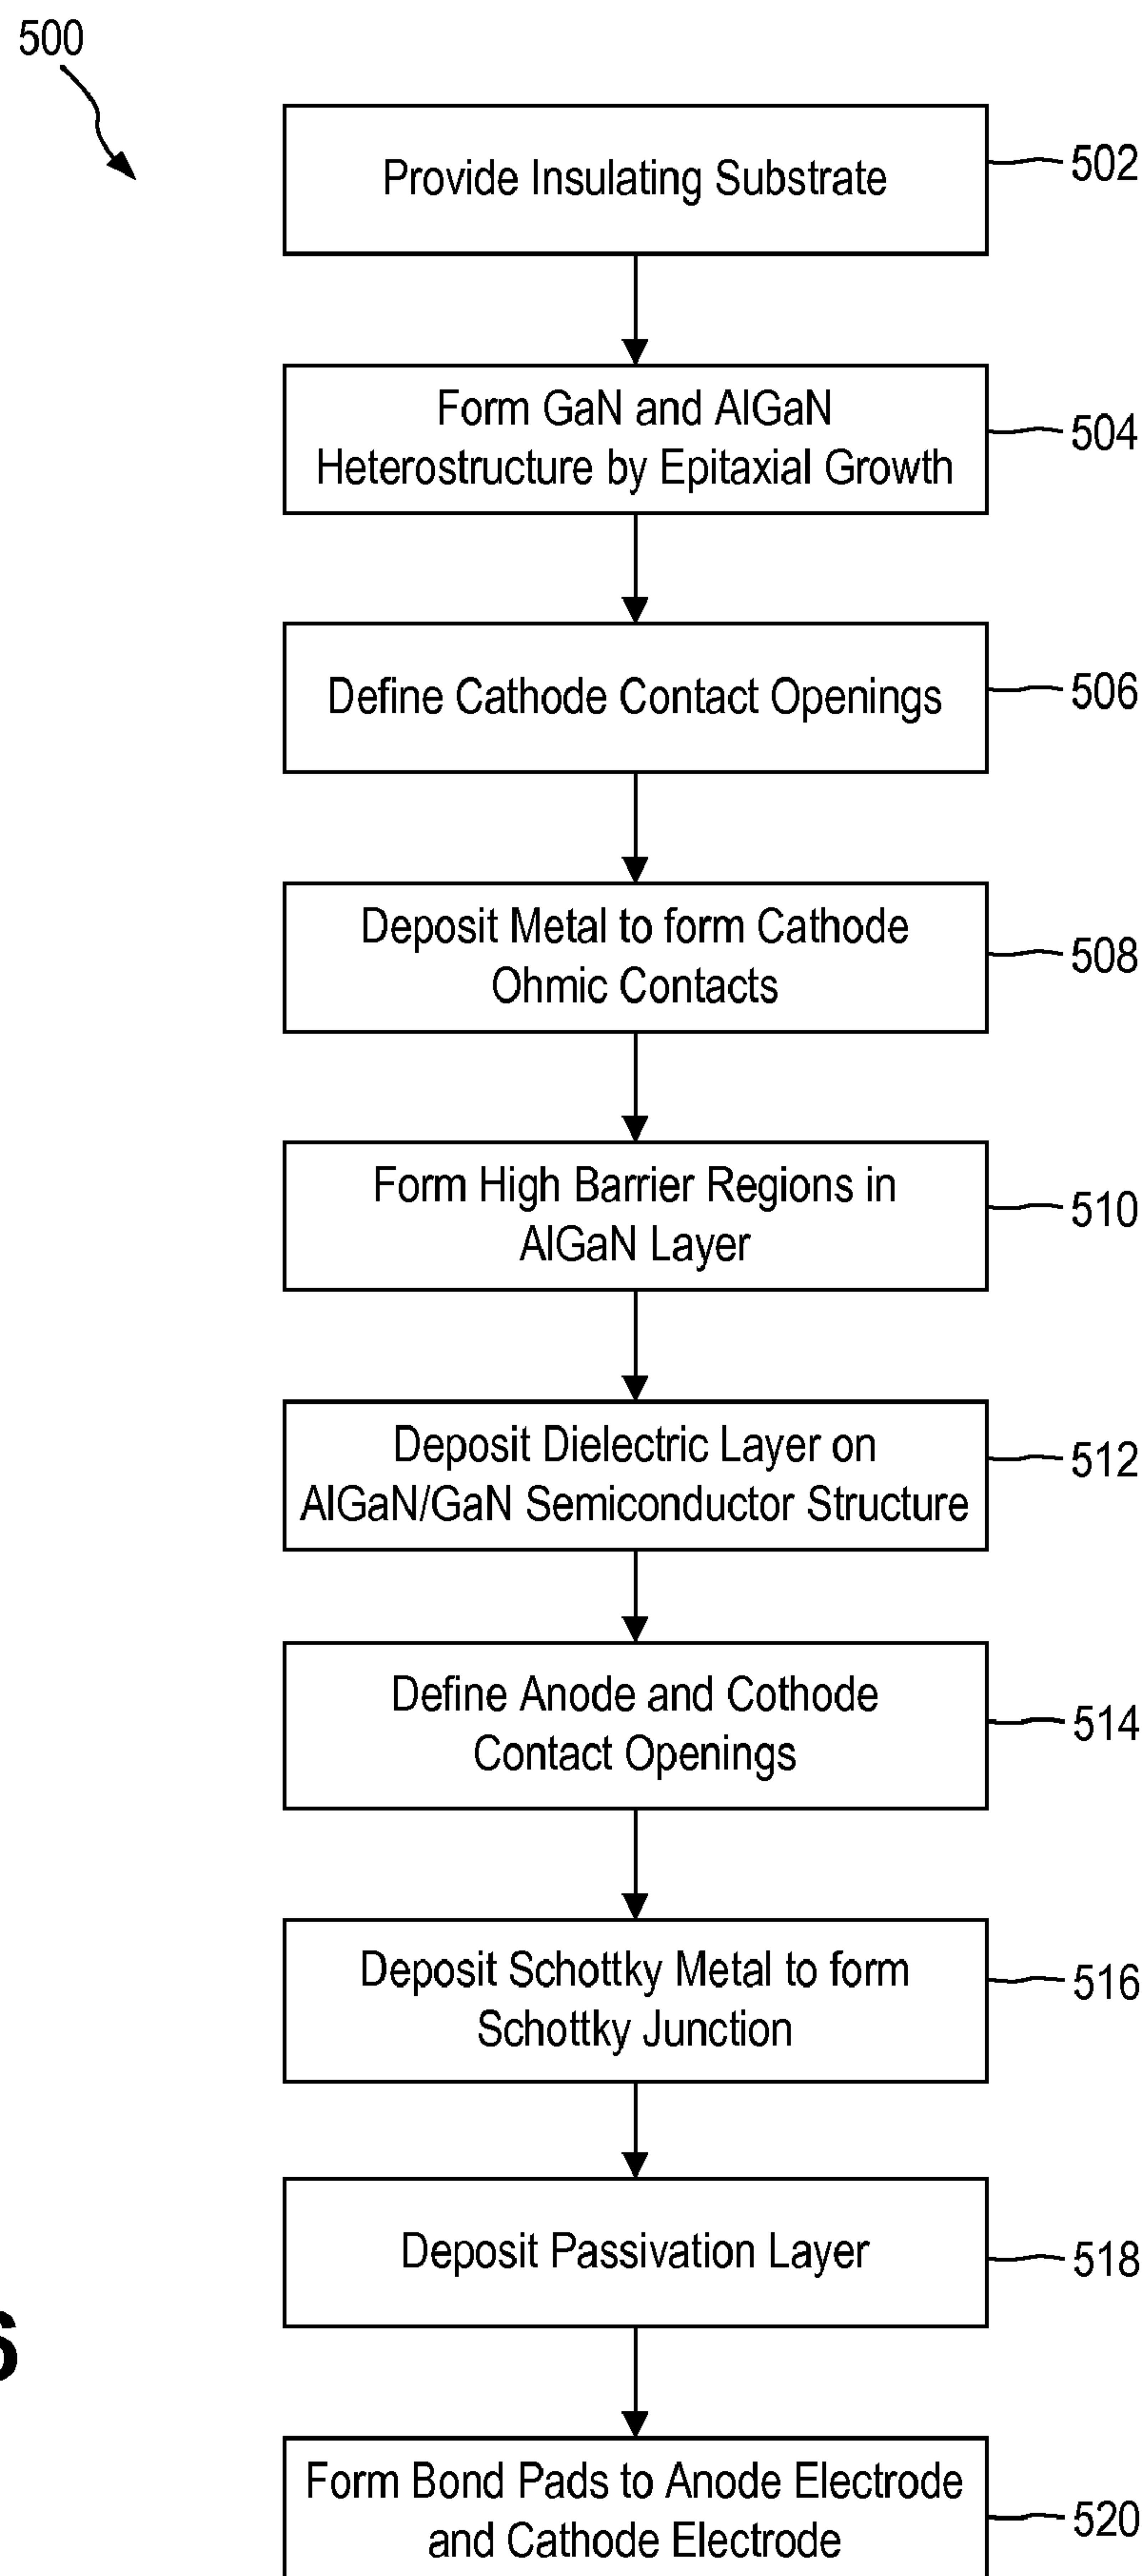 500
Provide Insulating Substrate
502
Form GaN and AlGaN
Heterostructure by Epitaxial Growth
504
Define Cathode Contact Openings
506
Deposit Metal to form Cathode
Ohmic Contacts
508
Form High Barrier Regions in
AlGaN Layer
510
Deposit Dielectric Layer on
AlGaN/GaN Semiconductor Structure
512
Define Anode and Cothode
Contact Openings
514
Deposit Schottky Metal to form
Schottky Junction
516
Deposit Passivation Layer
518
Form Bond Pads to Anode Electrode
and Cathode Electrode
520